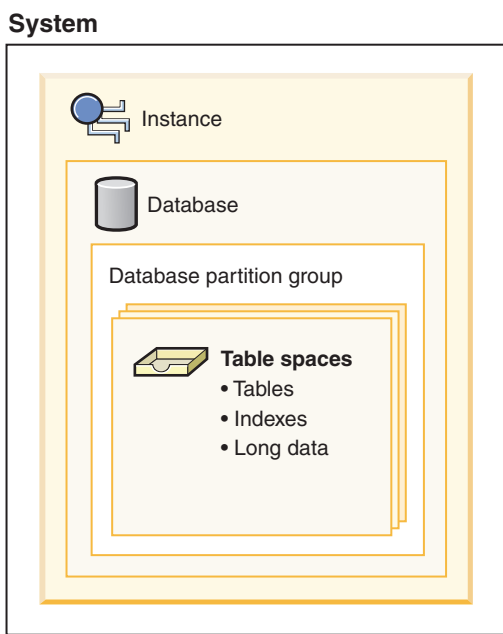 System
Instance
Database
Database partition group
Table spaces
• Tables
• Indexes
• Long data